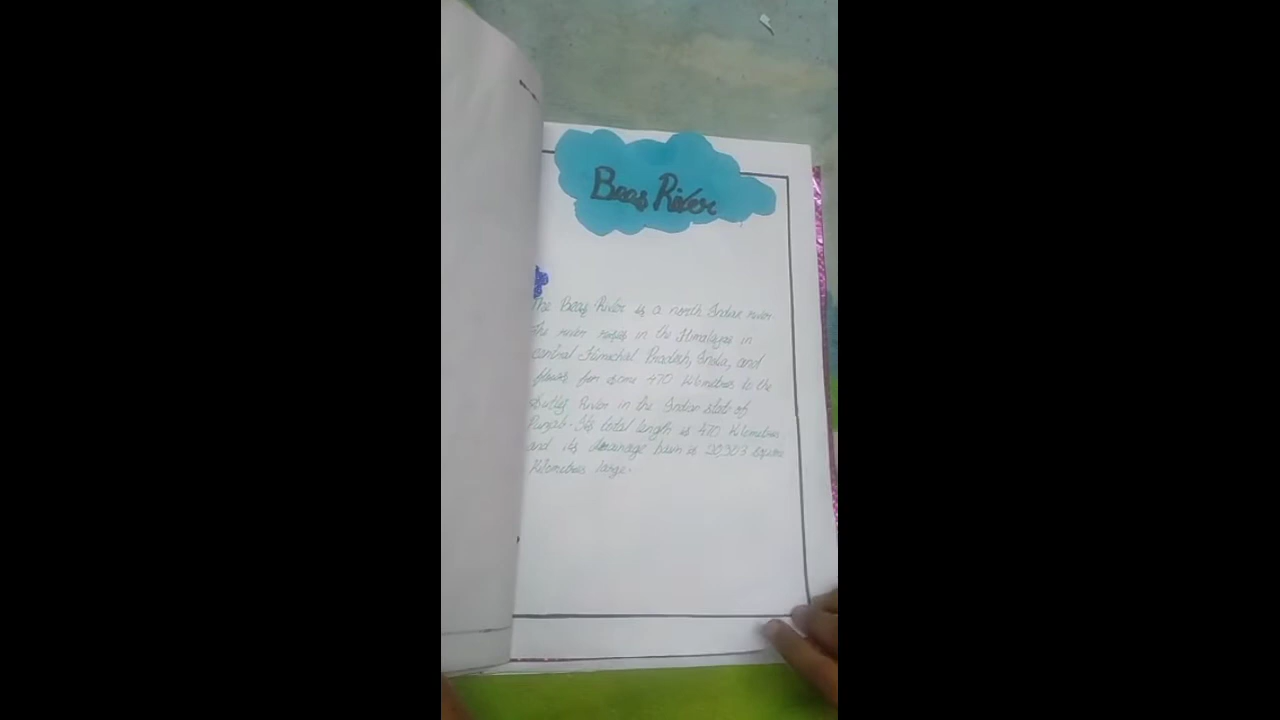 Beas River
The Beas River is a north Indian river.
The river rises in the Himalayas in
central Himachal Pradesh, India, and
flows for some 470 Kilometres to the
Sutlej River in the Indian state of
Punjab. Its total length is 470 Kilometres
and its drainage basin is 20,303 square
Kilometres large.